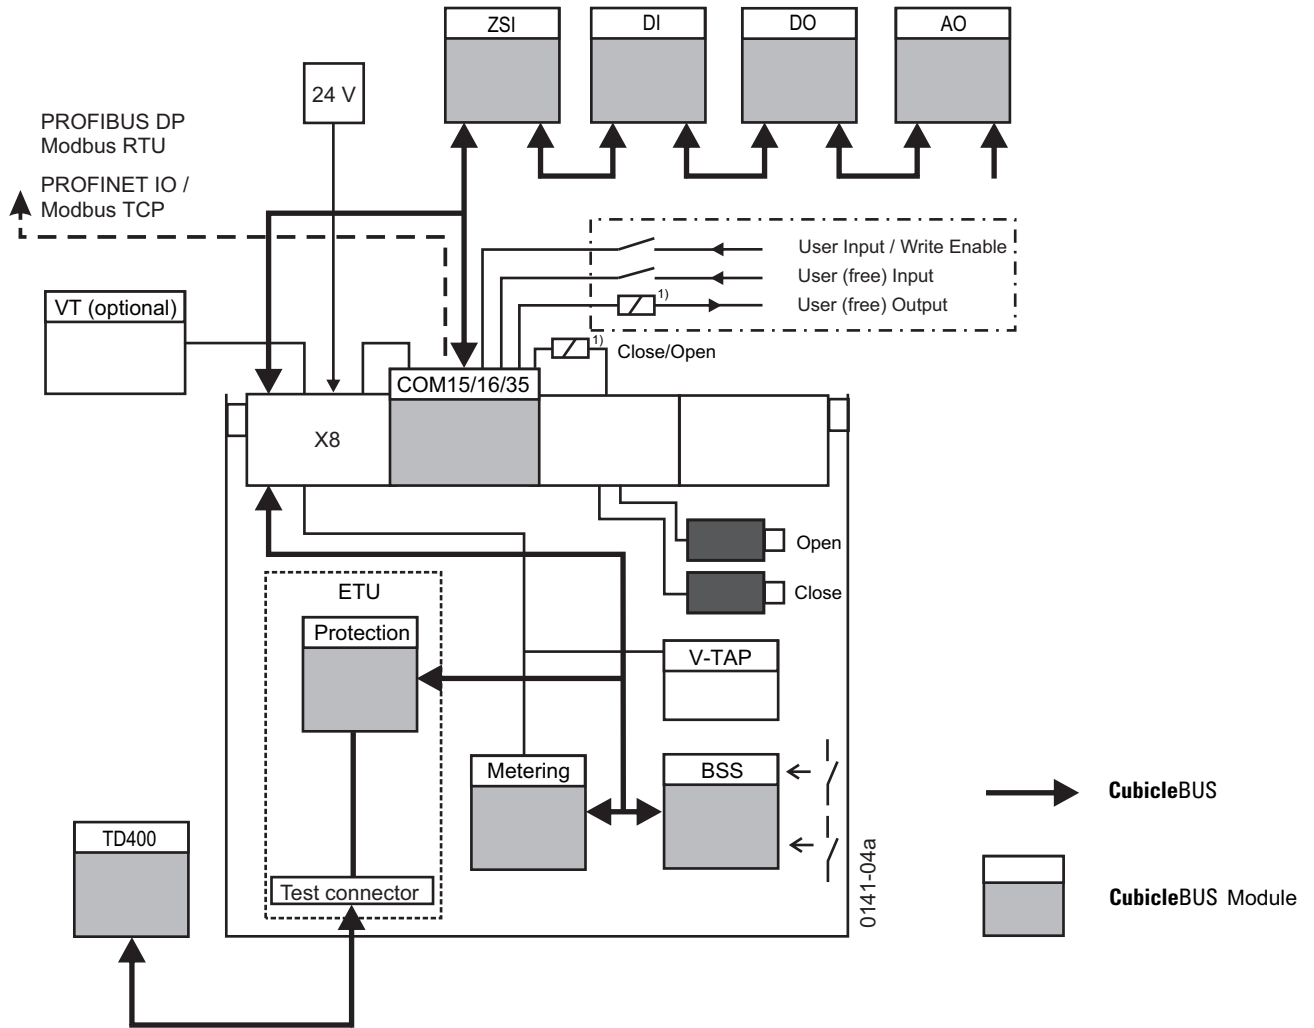 ZSI
DI
DO
AO
24 V
PROFIBUS DP
Modbus RTU
PROFINET IO /
Modbus TCP
User Input / Write Enable
User (free) Input
1)
User (free) Output
VT (optional)
1)
Close/Open
COM15/16/35
X8
Open
Close
ETU
Protection
V-TAP
Metering
BSS
CubicleBUS
TD400
Test connector
0141-04a
CubicleBUS Module